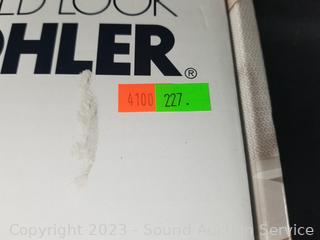 LD LOOK
OHLER®
4100 227.
Copyright 2023 - Sound Auction Service